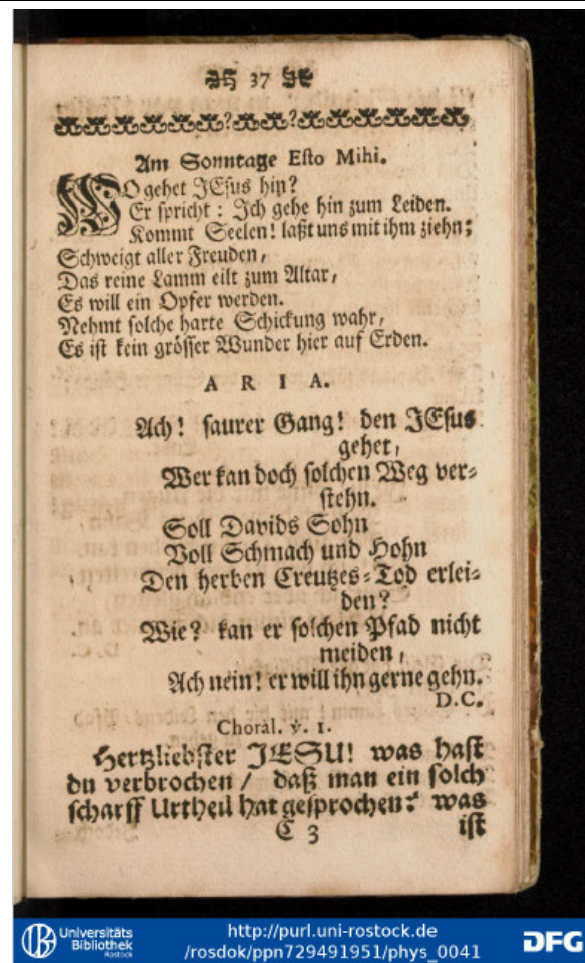 37
Am Sonntage Esto Mihi.
WO gehet JEsus hin?
Er spricht: Ich gehe hin zum Leiden.
Kommt Seelen! laßt uns mit ihm ziehn;
Schweigt aller Freuden,
Das reine Lamm eilt zum Altar,
Es will ein Opfer werden.
Nehmt solche harte Schickung wahr,
Es ist kein grösser Wunder hier auf Erden.
ARIA.
Ach! saurer Gang! den JEsus
gehet,
Wer kan doch solchen Weg ver-
stehn.
Soll Davids Sohn
Voll Schmach und Hohn
Den herben Creutzes-Tod erlei-
den?
Wie? kan er solchen Pfad nicht
meiden,
Ach nein! er will ihn gerne gehn.
D.C.
Choral. v. 1.
Hertzliebster JESU! was hast
du verbrochen / daß man ein solch
scharff Urtheil hat gesprochen? was
C 3 ist
Universitäts
Bibliothek
Rostock
http://purl.uni-rostock.de
/rosdok/ppn729491951/phys_0041
DFG